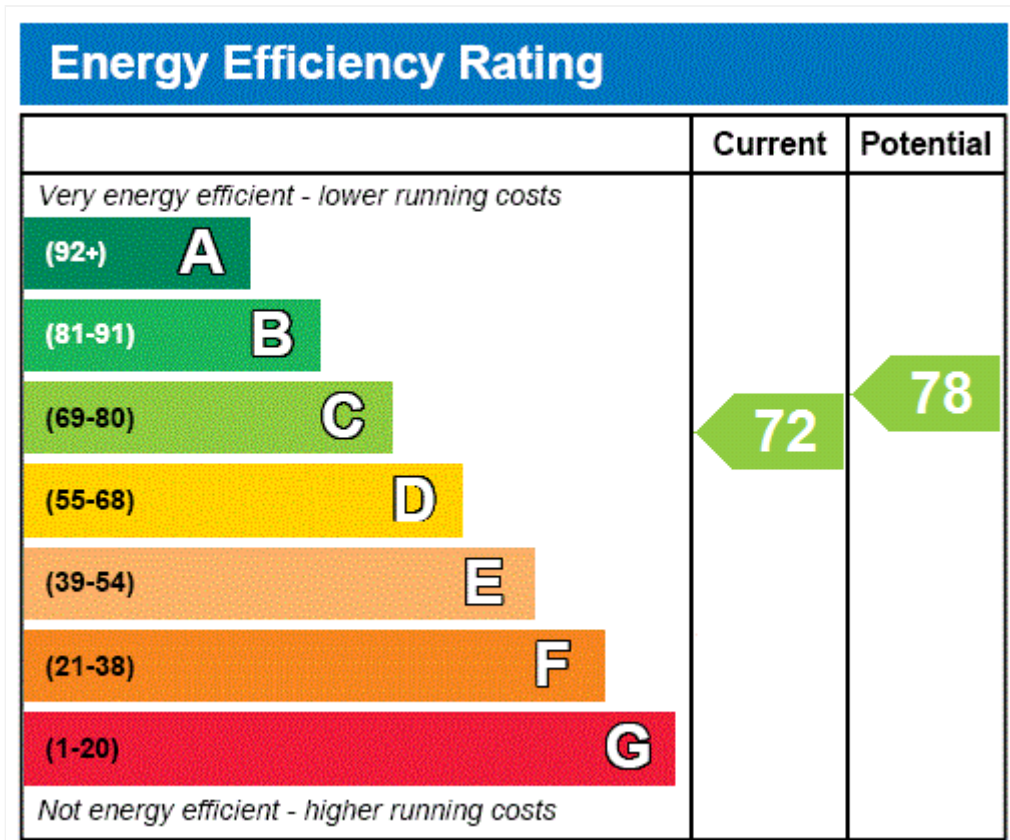 Energy Efficiency Rating
Current Potential
Very energy efficient - lower running costs
(92+) A
(81-91) B
(69-80) C
78
72
(55-68) D
(39-54) E
(21-38) F
(1-20) G
Not energy efficient - higher running costs